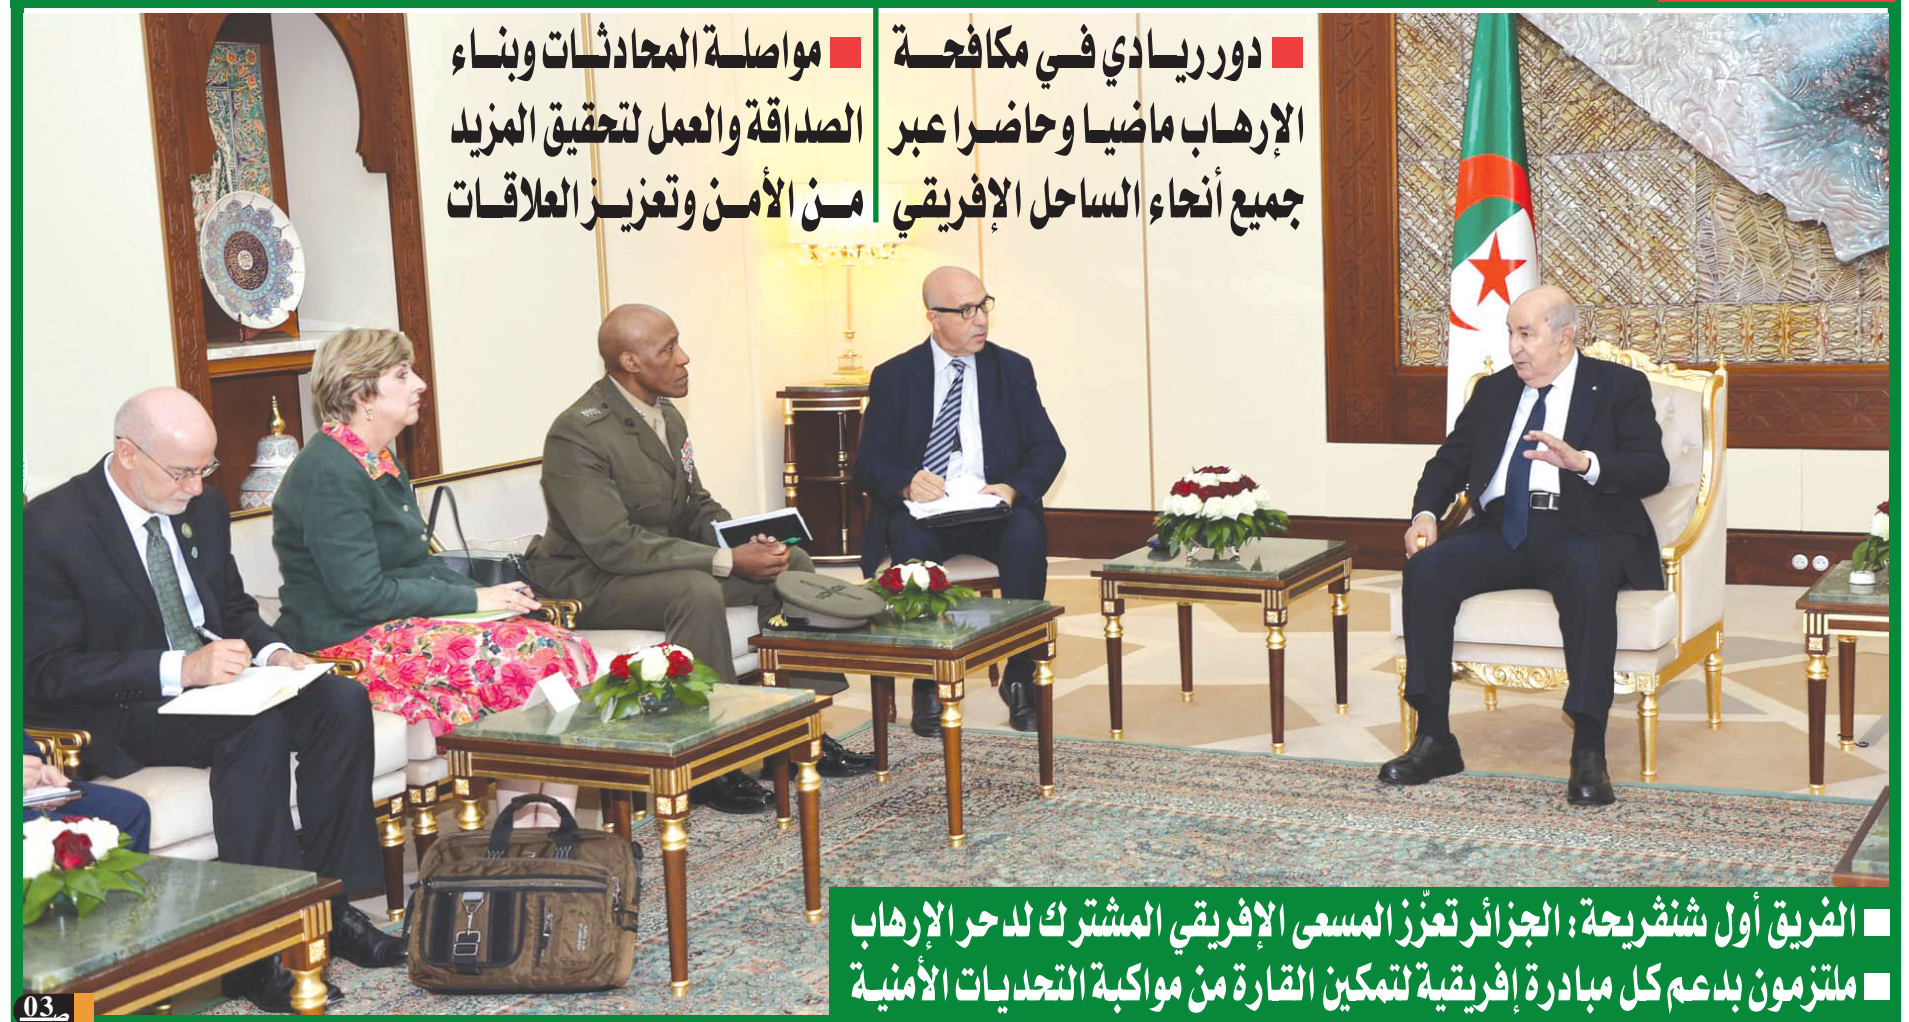 دور ريادي في مكافحة
الإرهاب ماضيا وحاضرا عبر
جميع أنحاء الساحل الإفريقي
مواصلة المحادثات وبناء
الصداقة والعمل لتحقيق المزيد
من الأمن وتعزيز العلاقات
الفريق أول شنڤريحة: الجزائر تعزّز المسعى الإفريقي المشترك لدحر الإرهاب
ملتزمون بدعم كل مبادرة إفريقية لتمكين القارة من مواكبة التحديات الأمنية
ص03